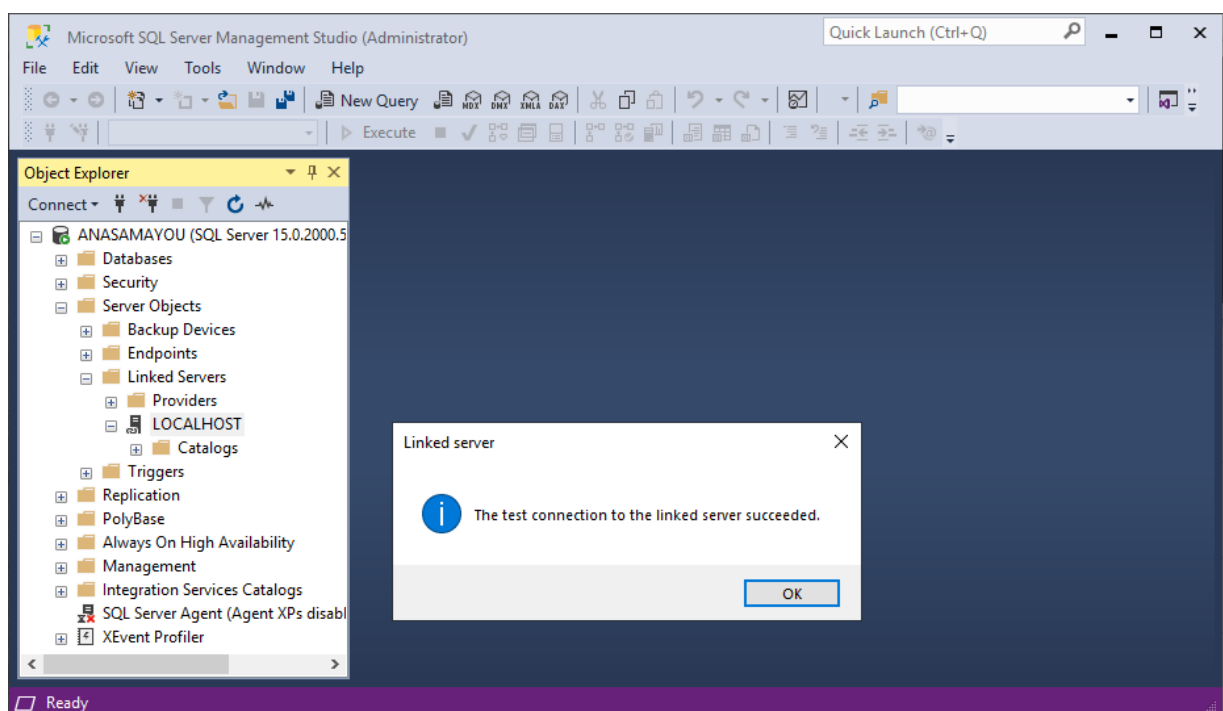 Microsoft SQL Server Management Studio (Administrator)
Quick Launch (Ctrl+Q)
File Edit View Tools Window Help
New Query MDX DMX XMLA DAX
Execute
Object Explorer
Connect
ANASAMAYOU (SQL Server 15.0.2000.5
Databases
Security
Server Objects
Backup Devices
Endpoints
Linked Servers
Providers
LOCALHOST
Catalogs
Triggers
Replication
PolyBase
Always On High Availability
Management
Integration Services Catalogs
SQL Server Agent (Agent XPs disabl
XEvent Profiler
Linked server
The test connection to the linked server succeeded.
OK
Ready